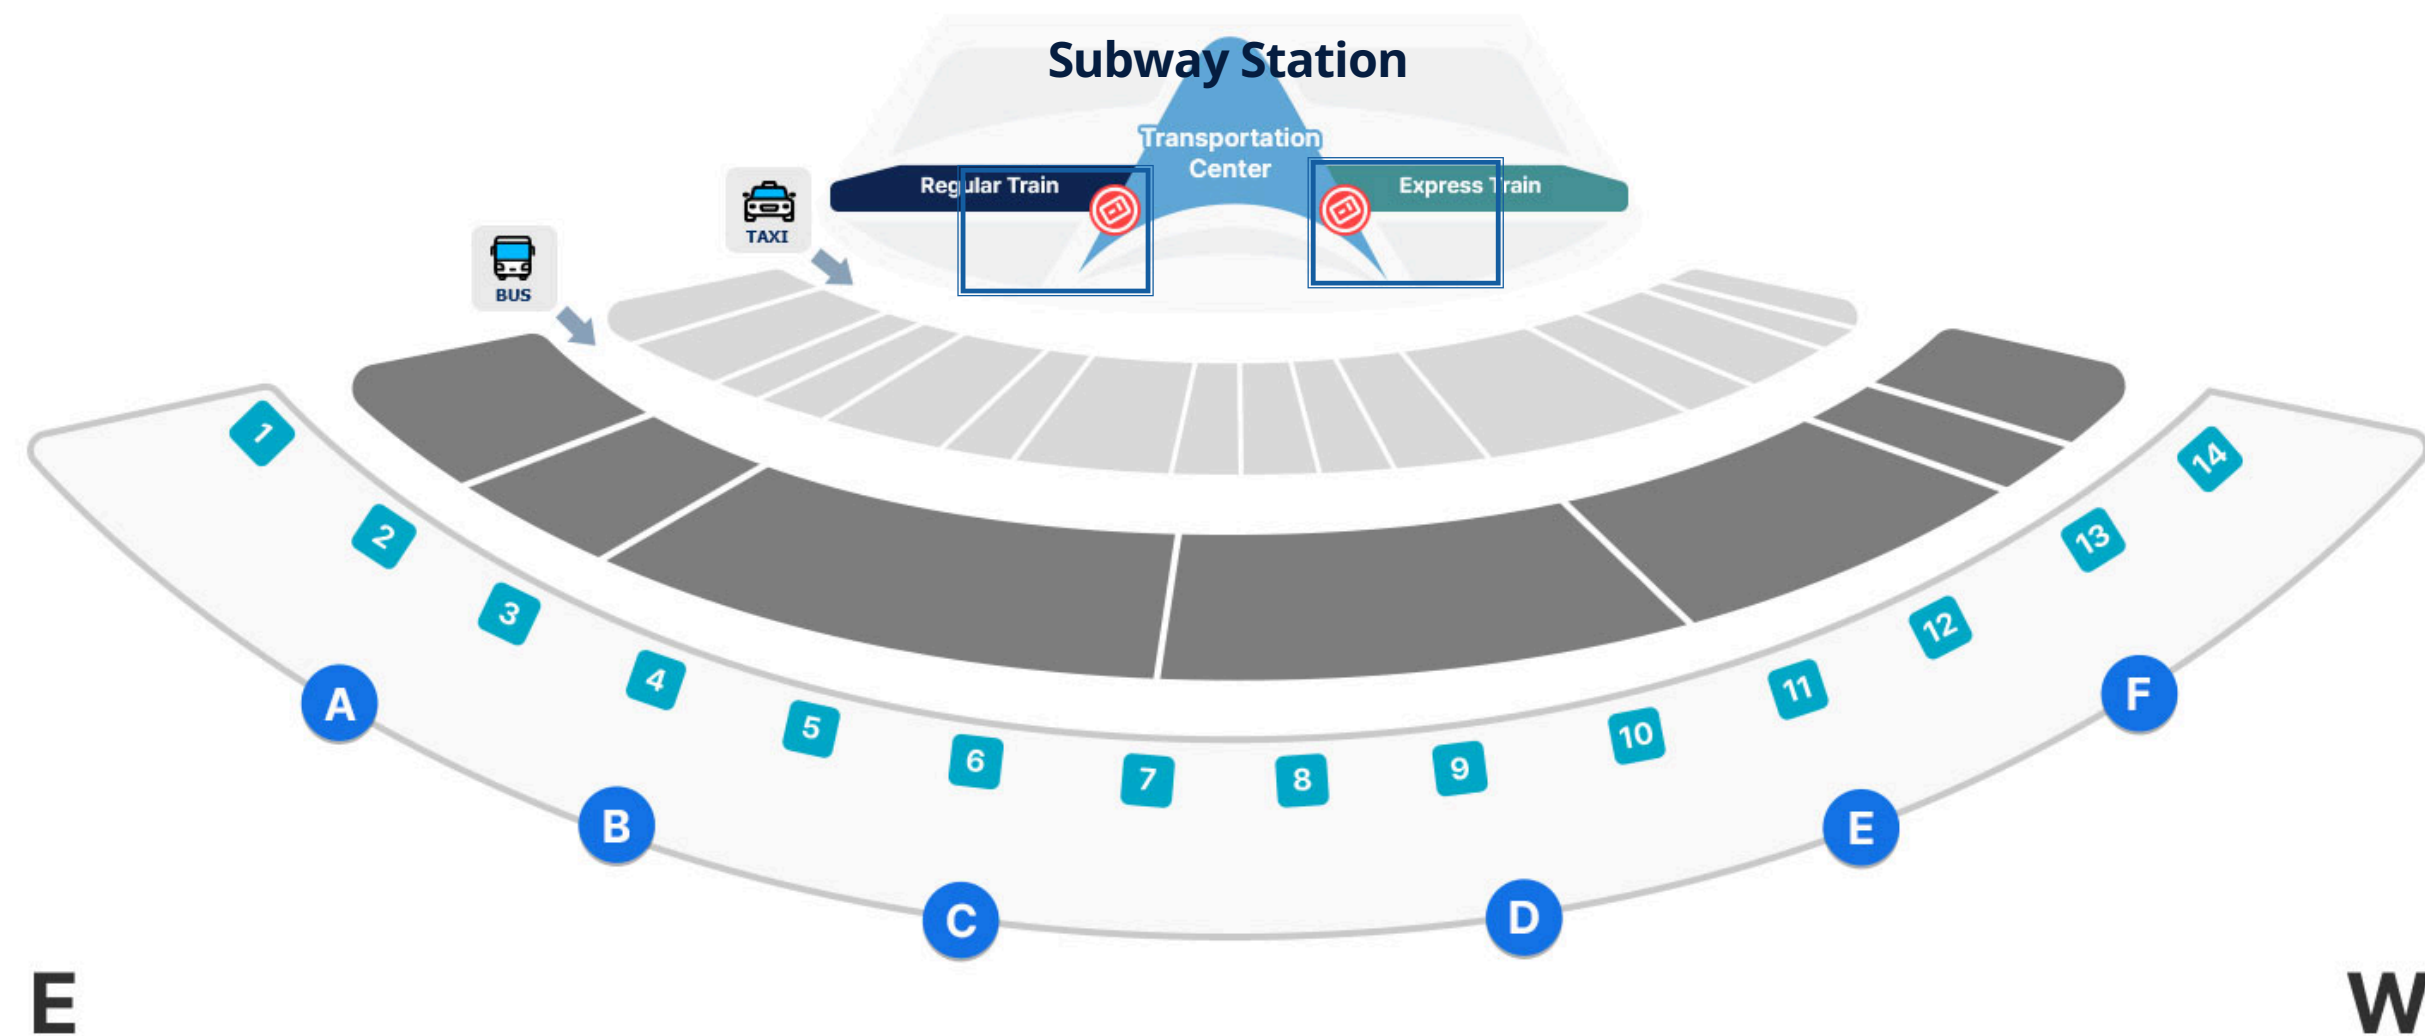 Subway Station
Transportation
Center
Regular Train
Express Train
TAXI
BUS
1
2
3
4
5
6
7
8
9
10
11
12
13
14
A
B
C
D
E
F
E
W